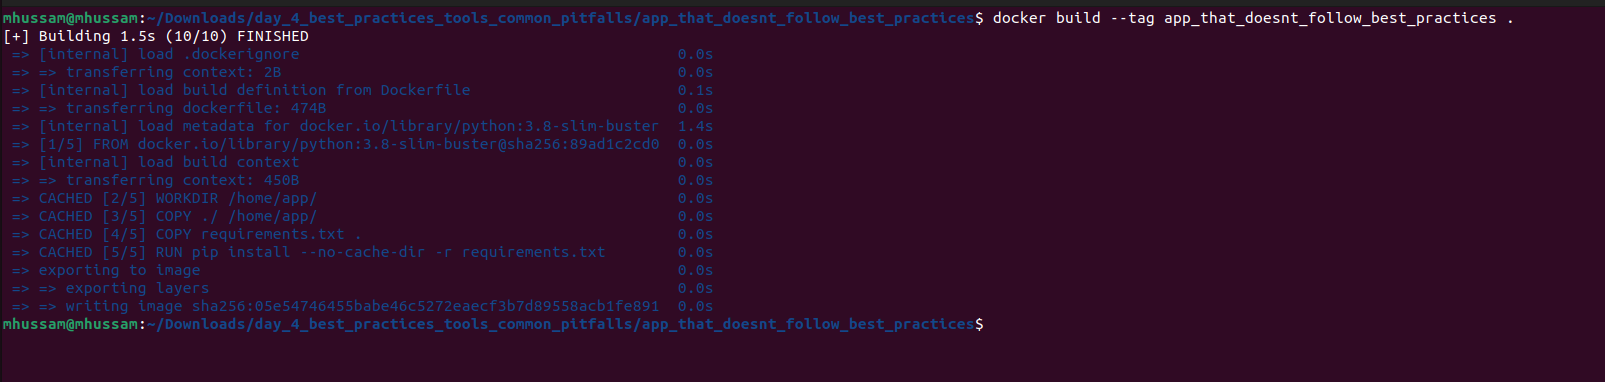 mhussam@mhussam:~/Downloads/day_4_best_practices_tools_common_pitfalls/app_that_doesnt_follow_best_practices$ docker build --tag app_that_doesnt_follow_best_practices .
[+] Building 1.5s (10/10) FINISHED
=> [internal] load .dockerignore 0.0s
=> => transferring context: 2B 0.0s
=> [internal] load build definition from Dockerfile 0.1s
=> => transferring dockerfile: 474B 0.0s
=> [internal] load metadata for docker.io/library/python:3.8-slim-buster 1.4s
=> [1/5] FROM docker.io/library/python:3.8-slim-buster@sha256:89ad1c2cd0 0.0s
=> [internal] load build context 0.0s
=> => transferring context: 450B 0.0s
=> CACHED [2/5] WORKDIR /home/app/ 0.0s
=> CACHED [3/5] COPY ./ /home/app/ 0.0s
=> CACHED [4/5] COPY requirements.txt . 0.0s
=> CACHED [5/5] RUN pip install --no-cache-dir -r requirements.txt 0.0s
=> exporting to image 0.0s
=> => exporting layers 0.0s
=> => writing image sha256:05e54746455babe46c5272eaecf3b7d89558acb1fe891 0.0s
mhussam@mhussam:~/Downloads/day_4_best_practices_tools_common_pitfalls/app_that_doesnt_follow_best_practices$